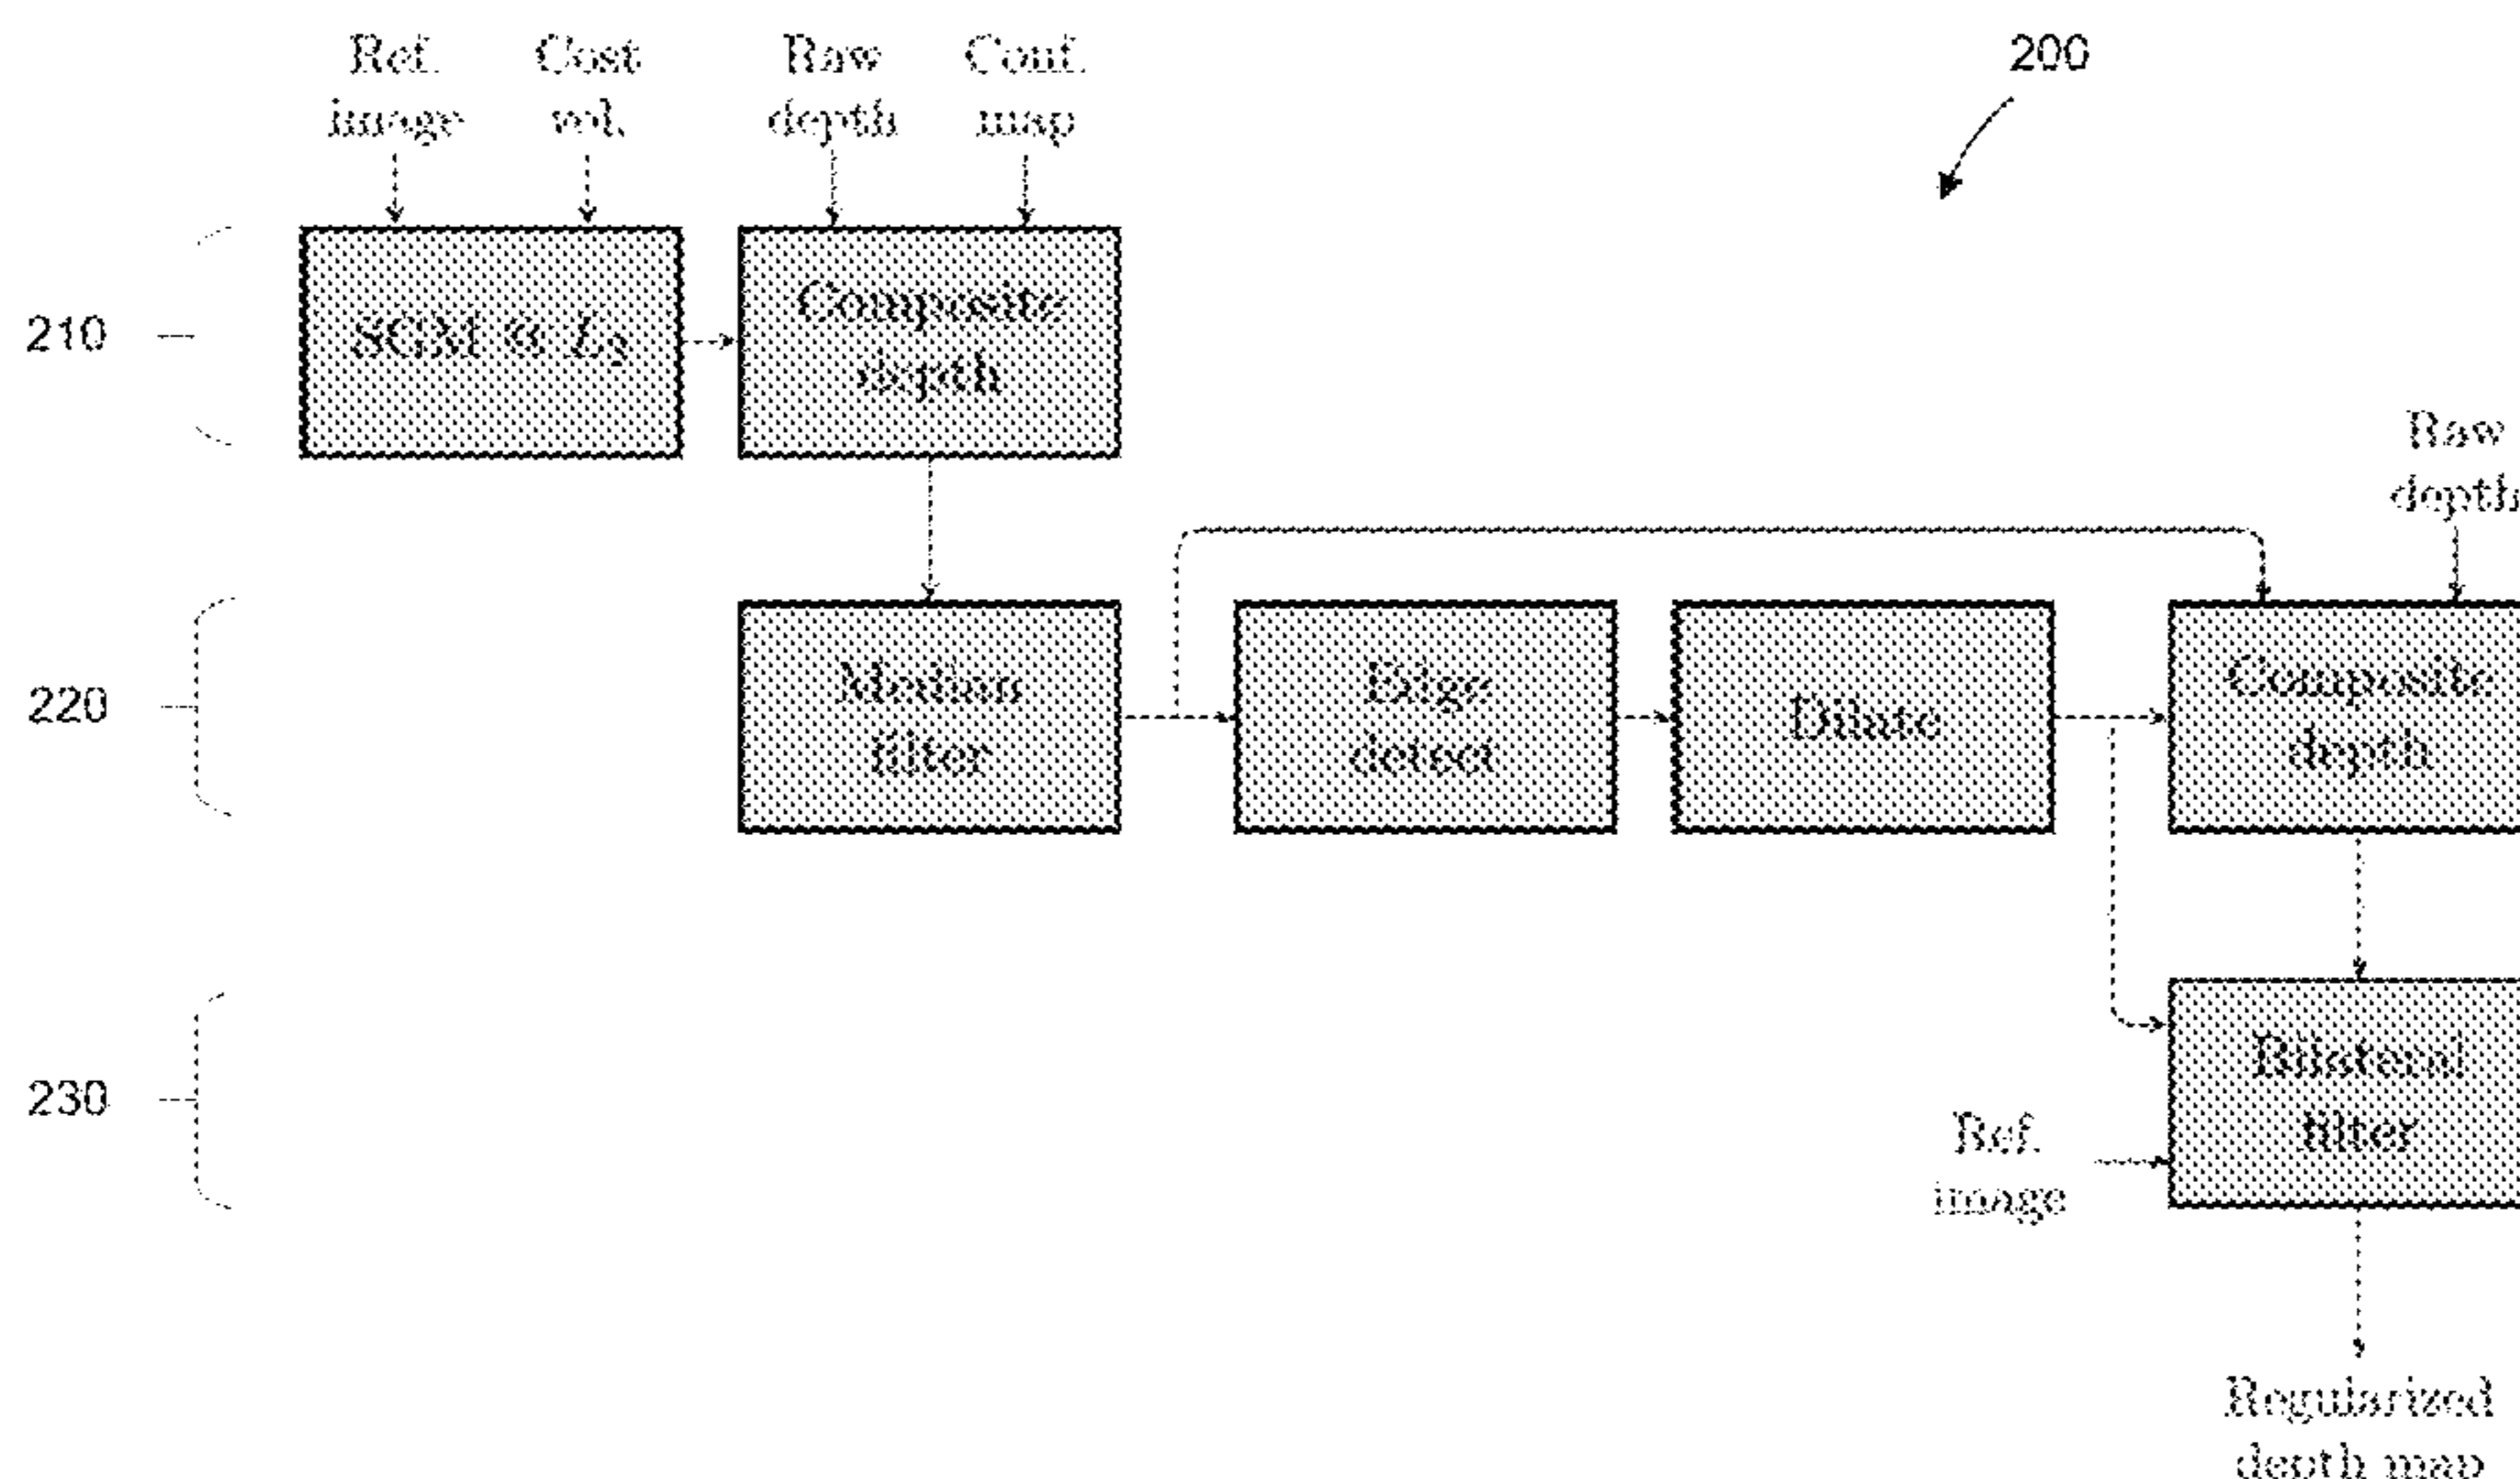 Ref.
image
Cost
vol.
Raw
depth
Conf.
map
200
210
SGM @ L₃
Composite
depth
Raw
depth
220
Median
filter
Edge
detect
Dilate
Composite
depth
230
Bilateral
filter
Ref.
image
Regularized
depth map